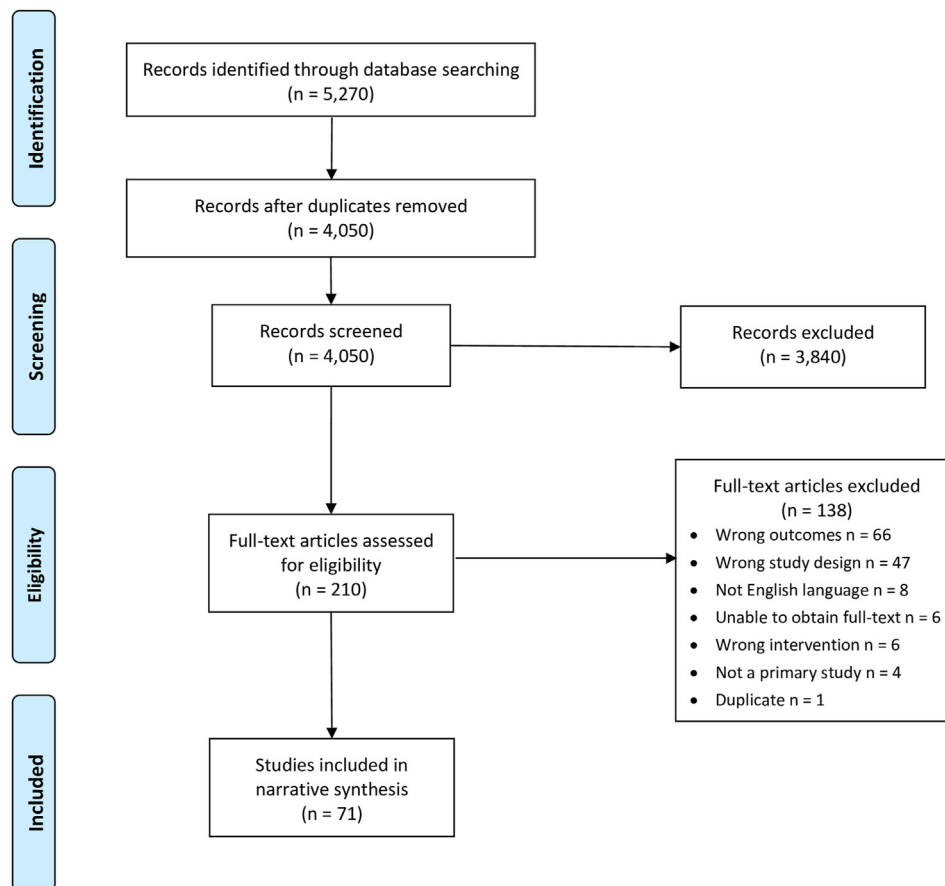 Identification
Records identified through database searching
(n = 5,270)
Records after duplicates removed
(n = 4,050)
Screening
Records screened
(n = 4,050)
Records excluded
(n = 3,840)
Eligibility
Full-text articles assessed
for eligibility
(n = 210)
Full-text articles excluded
(n = 138)
• Wrong outcomes n = 66
• Wrong study design n = 47
• Not English language n = 8
• Unable to obtain full-text n = 6
• Wrong intervention n = 6
• Not a primary study n = 4
• Duplicate n = 1
Included
Studies included in
narrative synthesis
(n = 71)